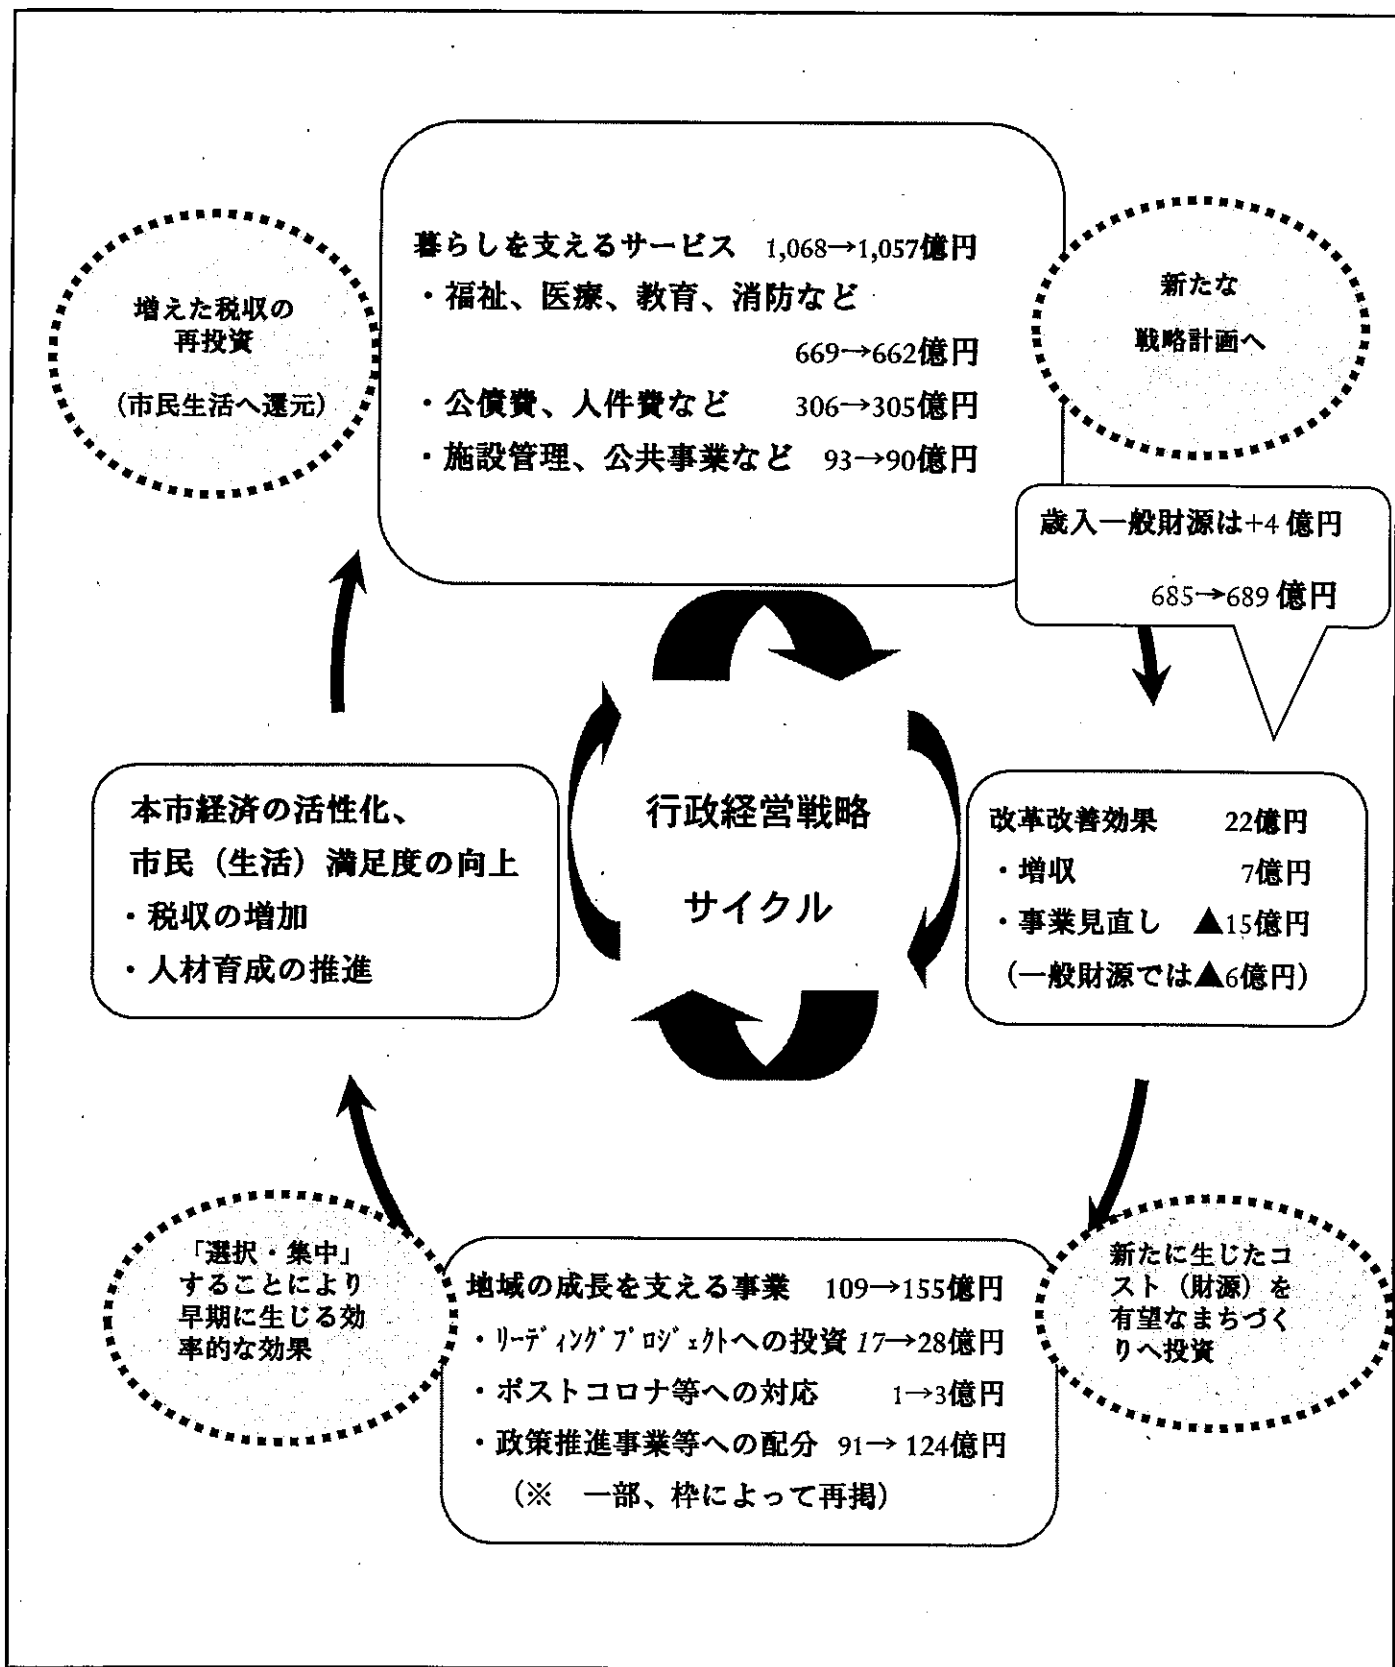 暮らしを支えるサービス 1,068→1,057億円
・福祉、医療、教育、消防など
669→662億円
・公債費、人件費など 306→305億円
・施設管理、公共事業など 93→90億円
増えた税収の
再投資
(市民生活へ還元)
新たな
戦略計画へ
歳入一般財源は+4 億円
685→689 億円
行政経営戦略
サイクル
本市経済の活性化、
市民（生活）満足度の向上
・税収の増加
・人材育成の推進
改革改善効果 22億円
・増収 7億円
・事業見直し ▲15億円
（一般財源では▲6億円）
「選択・集中」
することにより
早期に生じる効
率的な効果
地域の成長を支える事業 109→155億円
・ﾘｰﾃﾞｨﾝｸﾞﾌﾟﾛｼﾞｪｸﾄへの投資 17→28億円
・ポストコロナ等への対応 1→3億円
・政策推進事業等への配分 91→ 124億円
（※ 一部、枠によって再掲）
新たに生じたコ
スト（財源）を
有望なまちづく
りへ投資